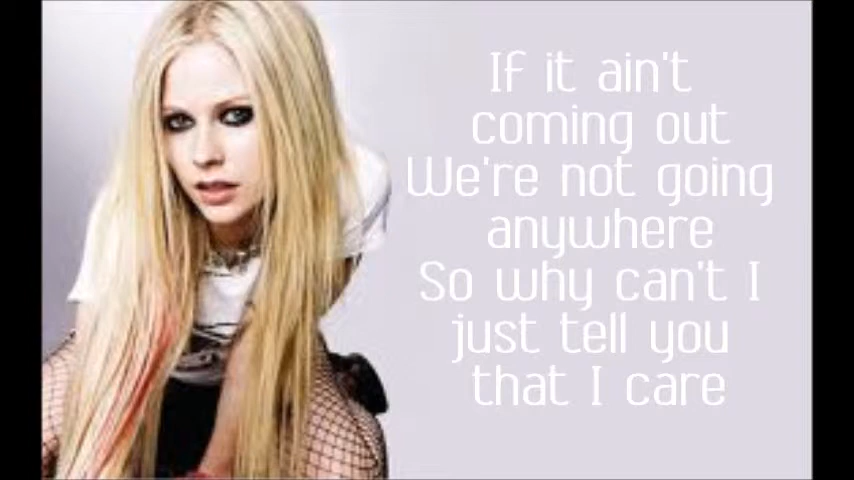 If it ain't
coming out
We're not going
anywhere
So why can't I
just tell you
that I care